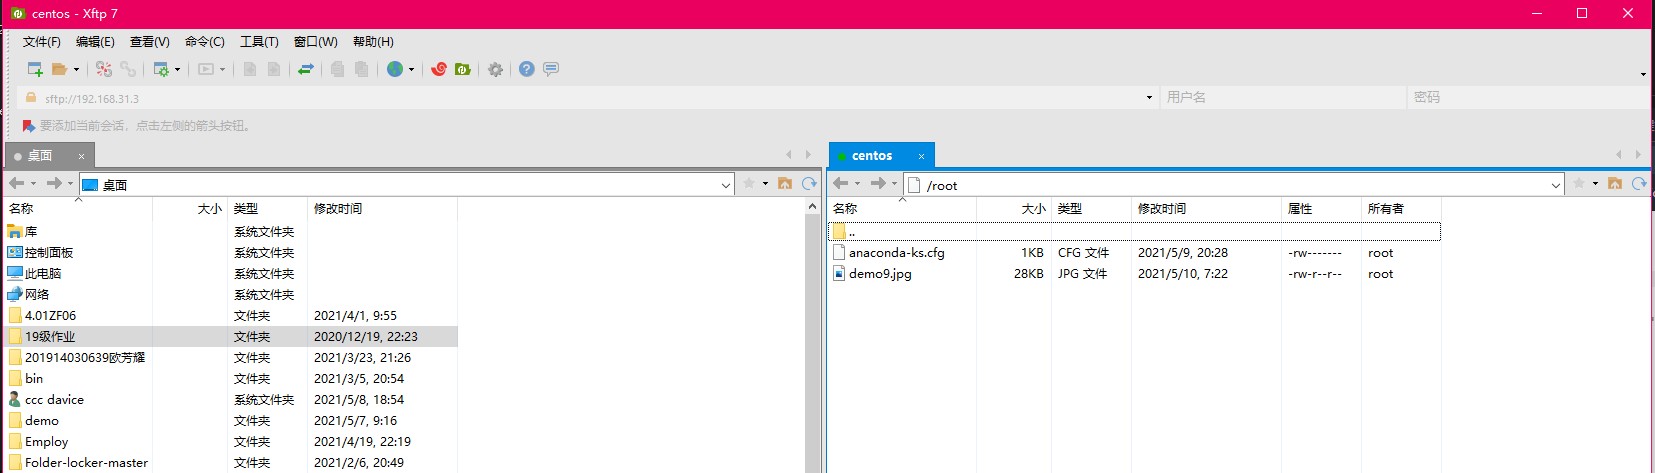 centos - Xftp 7
文件(F) 编辑(E) 查看(V) 命令(C) 工具(T) 窗口(W) 帮助(H)
sftp://192.168.31.3 用户名 密码
要添加当前会话，点击左侧的箭头按钮。
桌面
桌面
名称 大小 类型 修改时间
库 系统文件夹
控制面板 系统文件夹
此电脑 系统文件夹
网络 系统文件夹
4.01ZF06 文件夹 2021/4/1, 9:55
19级作业 文件夹 2020/12/19, 22:23
201914030639欧芳耀 文件夹 2021/3/23, 21:26
bin 文件夹 2021/3/5, 20:54
ccc davice 系统文件夹 2021/5/8, 18:54
demo 文件夹 2021/5/7, 9:16
Employ 文件夹 2021/4/19, 22:19
Folder-locker-master 文件夹 2021/2/6, 20:49
centos
/root
名称 大小 类型 修改时间 属性 所有者
..
anaconda-ks.cfg 1KB CFG 文件 2021/5/9, 20:28 -rw------- root
demo9.jpg 28KB JPG 文件 2021/5/10, 7:22 -rw-r--r-- root